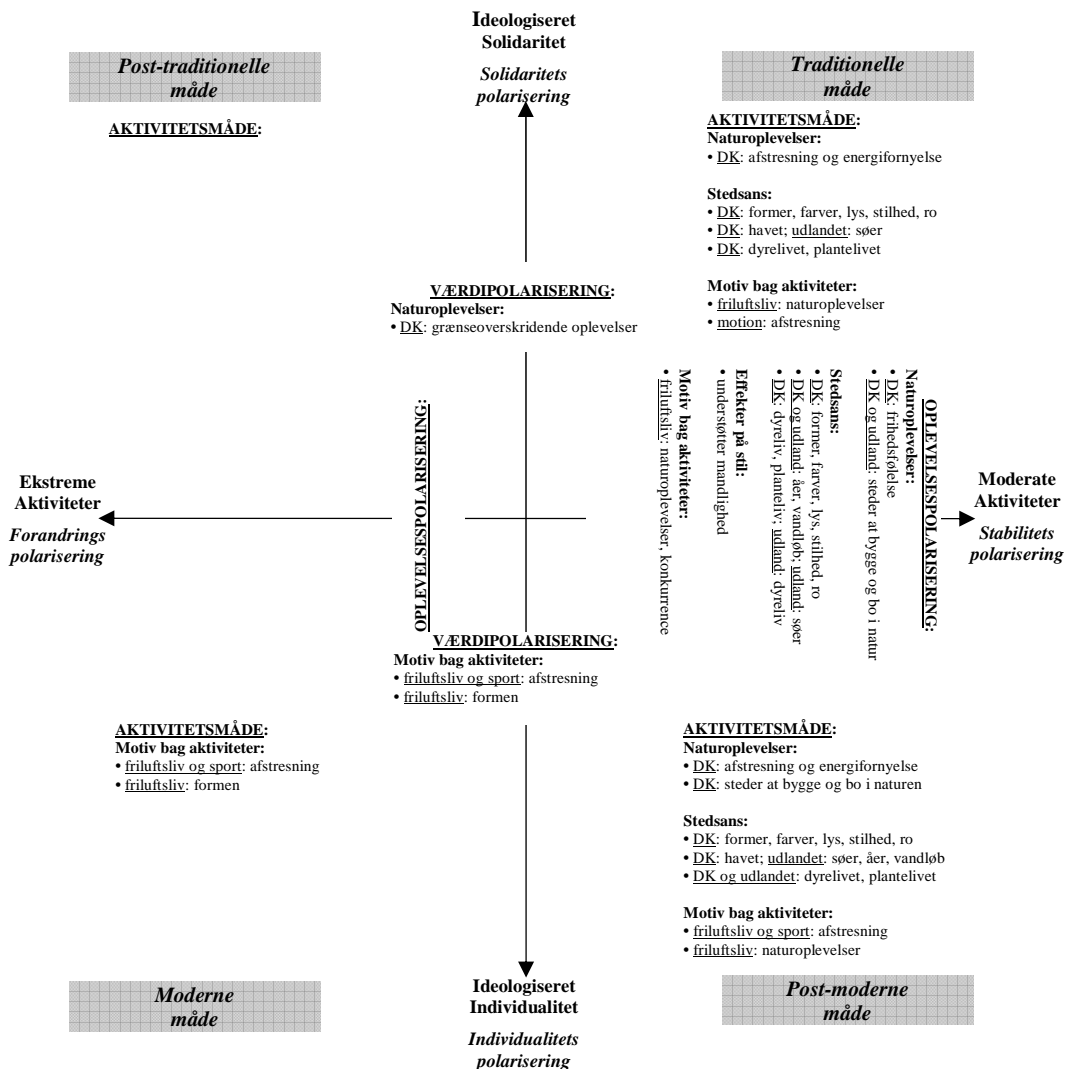 Ideologiseret
Solidaritet
Solidaritets
polarisering
Post-traditionelle
måde
Traditionelle
måde
AKTIVITETSMÅDE:
AKTIVITETSMÅDE:
Naturoplevelser:
• DK: afstresning og energifornyelse
Stedsans:
• DK: former, farver, lys, stilhed, ro
• DK: havet; udlandet: søer
• DK: dyrelivet, plantelivet
Motiv bag aktiviteter:
• friluftsliv: naturoplevelser
• motion: afstresning
VÆRDIPOLARISERING:
Naturoplevelser:
• DK: grænseoverskridende oplevelser
Ekstreme
Aktiviteter
Forandrings
polarisering
OPLEVELSESPOLARISERING:
OPLEVELSESPOLARISERING:
Naturoplevelser:
• DK: frihedsfølelse
• DK og udland: steder at bygge og bo i natur
Stedsans:
• DK: former, farver, lys, stilhed, ro
• DK og udland: åer, vandløb; udland: søer
• DK: dyreliv, planteliv; udland: dyreliv
Effekter på stil:
• understøtter mandlighed
Motiv bag aktiviteter:
• friluftsliv: naturoplevelser, konkurrence
Moderate
Aktiviteter
Stabilitets
polarisering
VÆRDIPOLARISERING:
Motiv bag aktiviteter:
• friluftsliv og sport: afstresning
• friluftsliv: formen
AKTIVITETSMÅDE:
Motiv bag aktiviteter:
• friluftsliv og sport: afstresning
• friluftsliv: formen
AKTIVITETSMÅDE:
Naturoplevelser:
• DK: afstresning og energifornyelse
• DK: steder at bygge og bo i naturen
Stedsans:
• DK: former, farver, lys, stilhed, ro
• DK: havet; udlandet: søer, åer, vandløb
• DK og udlandet: dyrelivet, plantelivet
Motiv bag aktiviteter:
• friluftsliv og sport: afstresning
• friluftsliv: naturoplevelser
Moderne
måde
Ideologiseret
Individualitet
Individualitets
polarisering
Post-moderne
måde